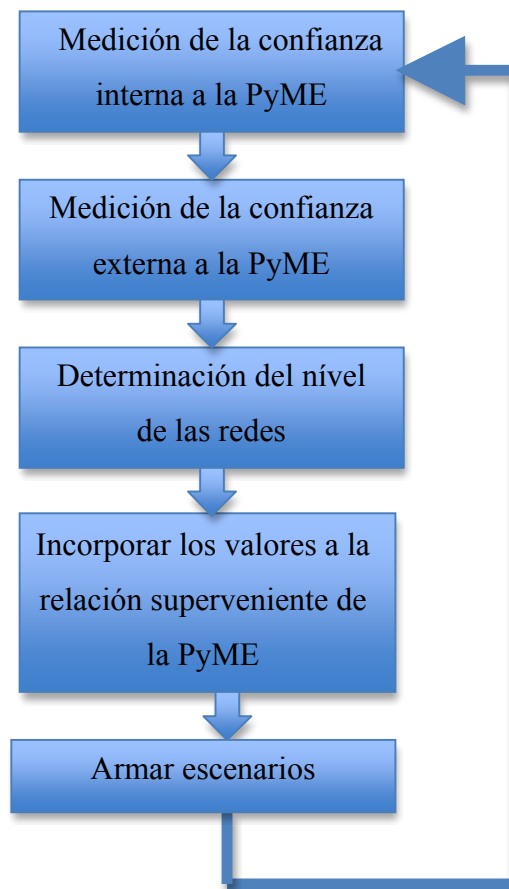 Medición de la confianza
interna a la PyME
Medición de la confianza
externa a la PyME
Determinación del nível
de las redes
Incorporar los valores a la
relación superveniente de
la PyME
Armar escenarios